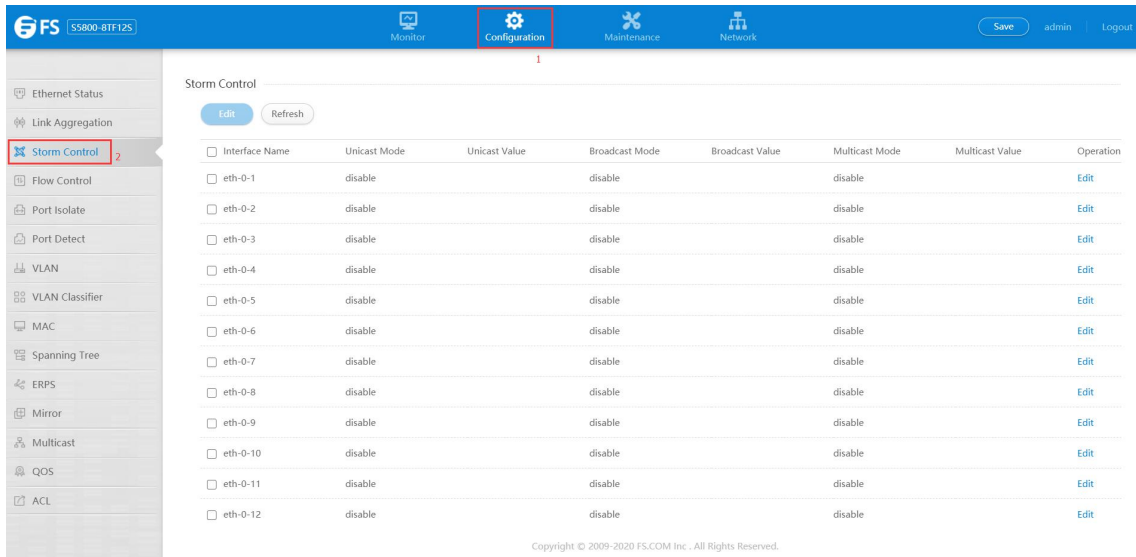 FS S5800-8TF12S Monitor Configuration Maintenance Network Save admin Logout
1
Ethernet Status
Link Aggregation
Storm Control 2
Flow Control
Port Isolate
Port Detect
VLAN
VLAN Classifier
MAC
Spanning Tree
ERPS
Mirror
Multicast
QOS
ACL
Storm Control
Edit Refresh
Interface Name Unicast Mode Unicast Value Broadcast Mode Broadcast Value Multicast Mode Multicast Value Operation
eth-0-1 disable disable disable Edit
eth-0-2 disable disable disable Edit
eth-0-3 disable disable disable Edit
eth-0-4 disable disable disable Edit
eth-0-5 disable disable disable Edit
eth-0-6 disable disable disable Edit
eth-0-7 disable disable disable Edit
eth-0-8 disable disable disable Edit
eth-0-9 disable disable disable Edit
eth-0-10 disable disable disable Edit
eth-0-11 disable disable disable Edit
eth-0-12 disable disable disable Edit
Copyright © 2009-2020 FS.COM Inc . All Rights Reserved.